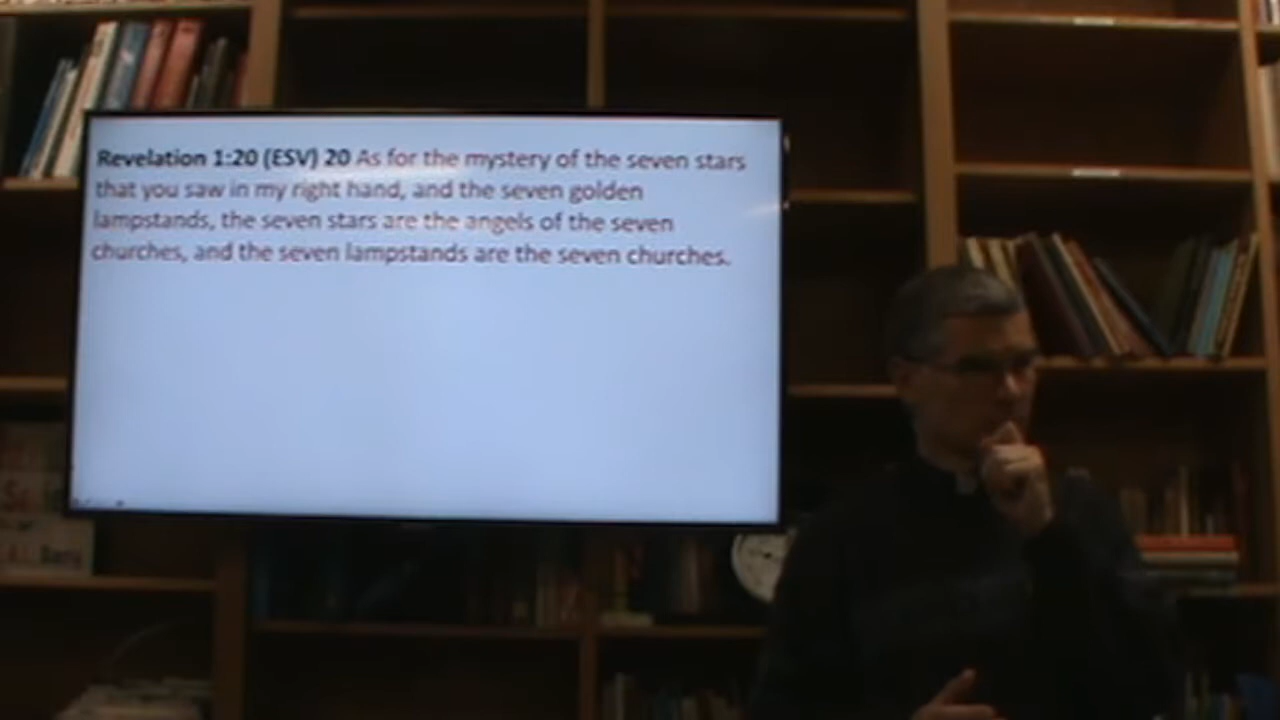 Revelation 1:20 (ESV) 20 As for the mystery of the seven stars
that you saw in my right hand, and the seven golden
lampstands, the seven stars are the angels of the seven
churches, and the seven lampstands are the seven churches.